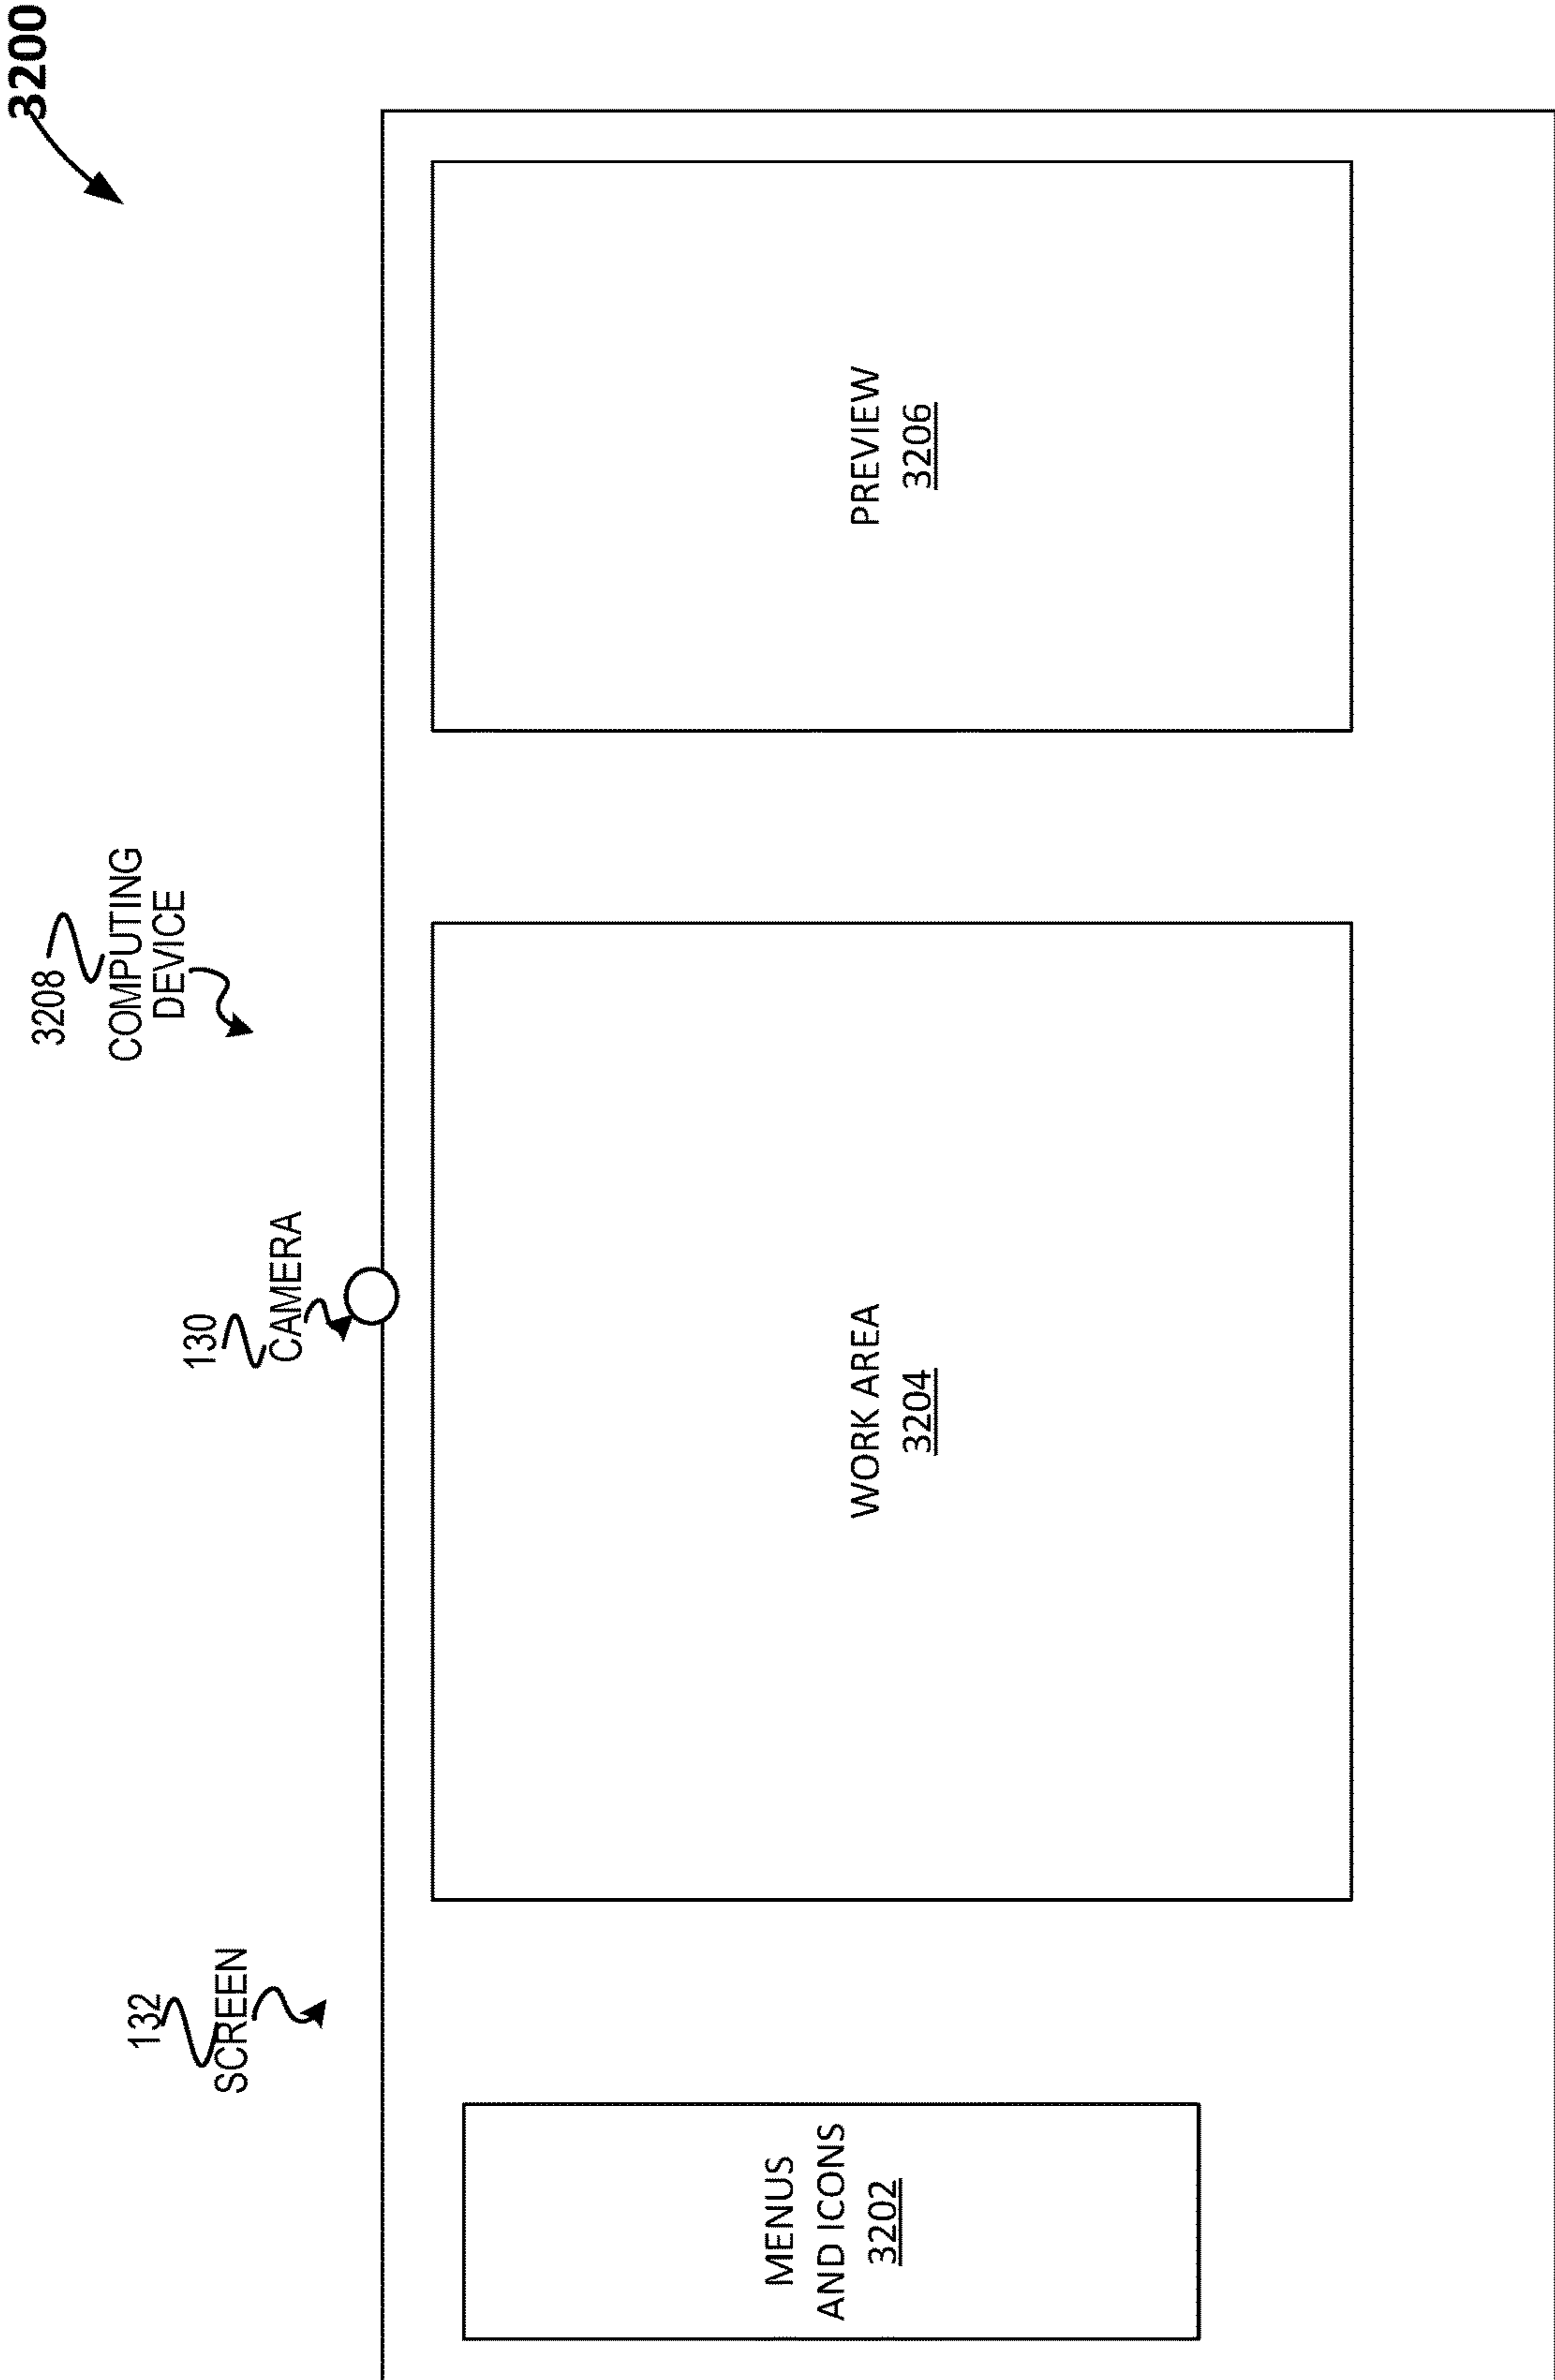 3200
3208
COMPUTING
DEVICE
130
CAMERA
132
SCREEN
MENUS
AND ICONS
3202
WORK AREA
3204
PREVIEW
3206